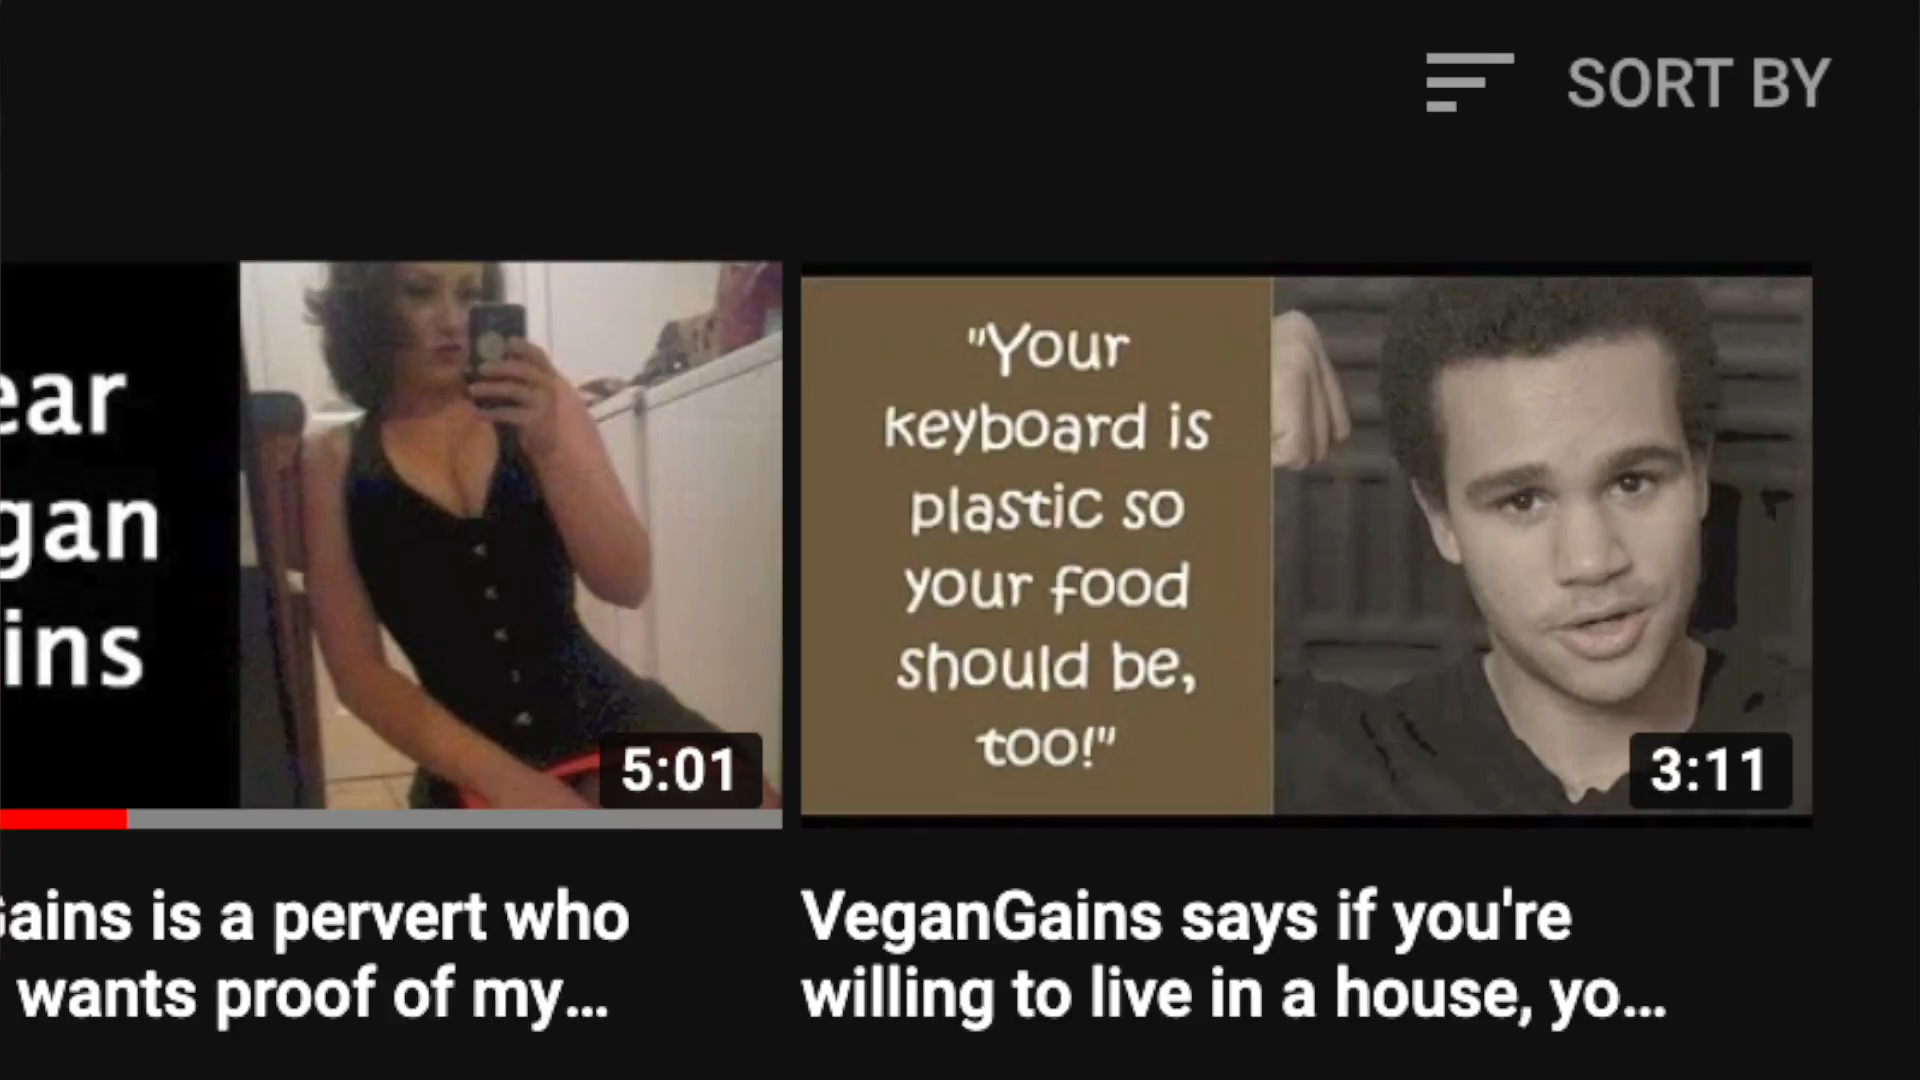 SORT BY
ear
gan
ins
5:01
"Your
keyboard is
plastic so
your food
should be,
too!"
3:11
Gains is a pervert who
wants proof of my...
VeganGains says if you're
willing to live in a house, yo...